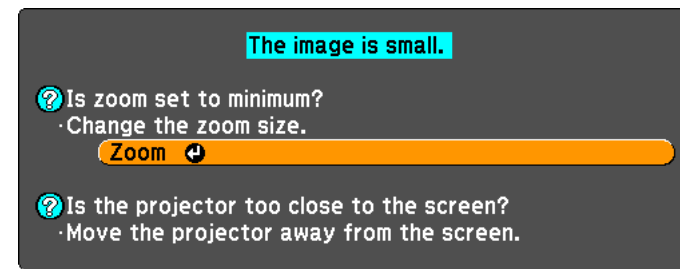 The image is small.
? Is zoom set to minimum?
·Change the zoom size.
Zoom
? Is the projector too close to the screen?
·Move the projector away from the screen.